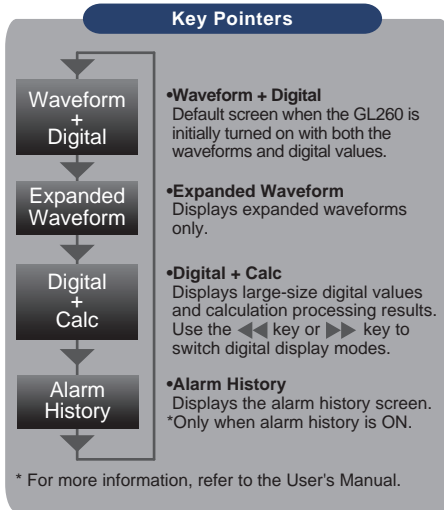 Key Pointers
Waveform
+
Digital
•Waveform + Digital
Default screen when the GL260 is
initially turned on with both the
waveforms and digital values.
Expanded
Waveform
•Expanded Waveform
Displays expanded waveforms
only.
Digital
+
Calc
•Digital + Calc
Displays large-size digital values
and calculation processing results.
Use the ◀◀ key or ▶▶ key to
switch digital display modes.
Alarm
History
•Alarm History
Displays the alarm history screen.
*Only when alarm history is ON.
* For more information, refer to the User's Manual.